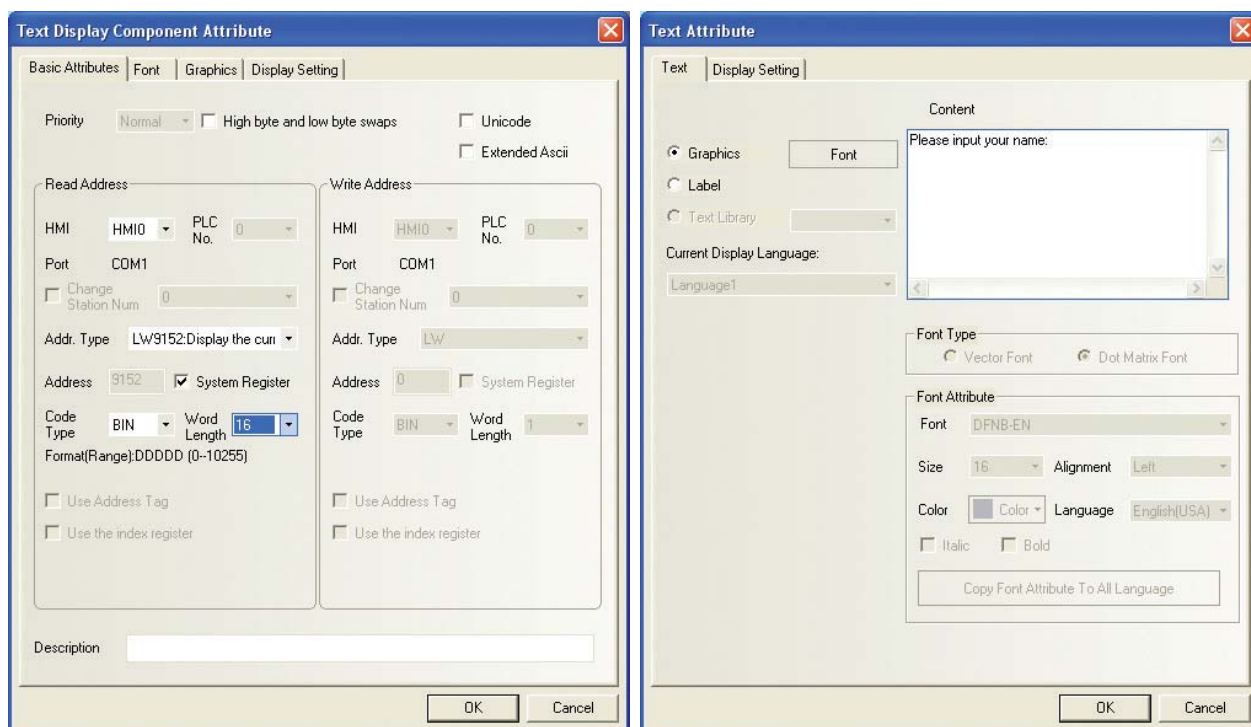 Text Display Component Attribute
Basic Attributes Font Graphics Display Setting
Priority Normal High byte and low byte swaps Unicode
Extended Ascii
Read Address
HMI HMI0 PLC No. 0
Port COM1
Change Station Num 0
Addr. Type LW9152:Display the curr
Address 9152 System Register
Code Type BIN Word Length 16
Format(Range):DDDDD (0--10255)
Use Address Tag
Use the index register
Write Address
HMI HMI0 PLC No. 0
Port COM1
Change Station Num 0
Addr. Type LW
Address 0 System Register
Code Type BIN Word Length 1
Use Address Tag
Use the index register
Description
OK Cancel
Text Attribute
Text Display Setting
Content
Please input your name:
Graphics Font
Label
Text Library
Current Display Language:
Language1
Font Type
Vector Font Dot Matrix Font
Font Attribute
Font DFNB-EN
Size 16 Alignment Left
Color Color Language English(USA)
Italic Bold
Copy Font Attribute To All Language
OK Cancel